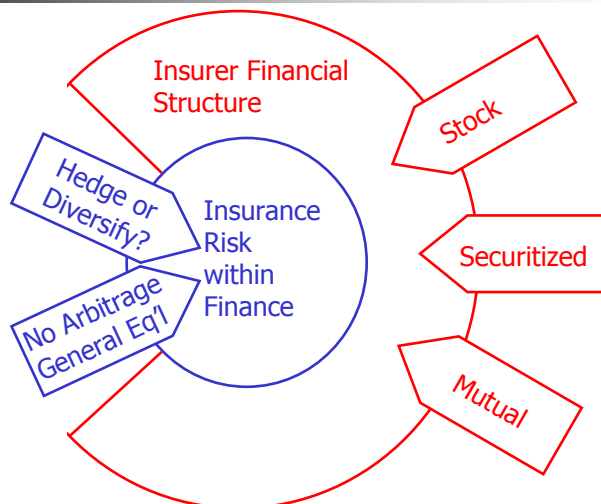 Insurer Financial
Structure
Stock
Hedge or
Diversify?
Insurance
Risk
within
Finance
Securitized
No Arbitrage
General Eq'l
Mutual